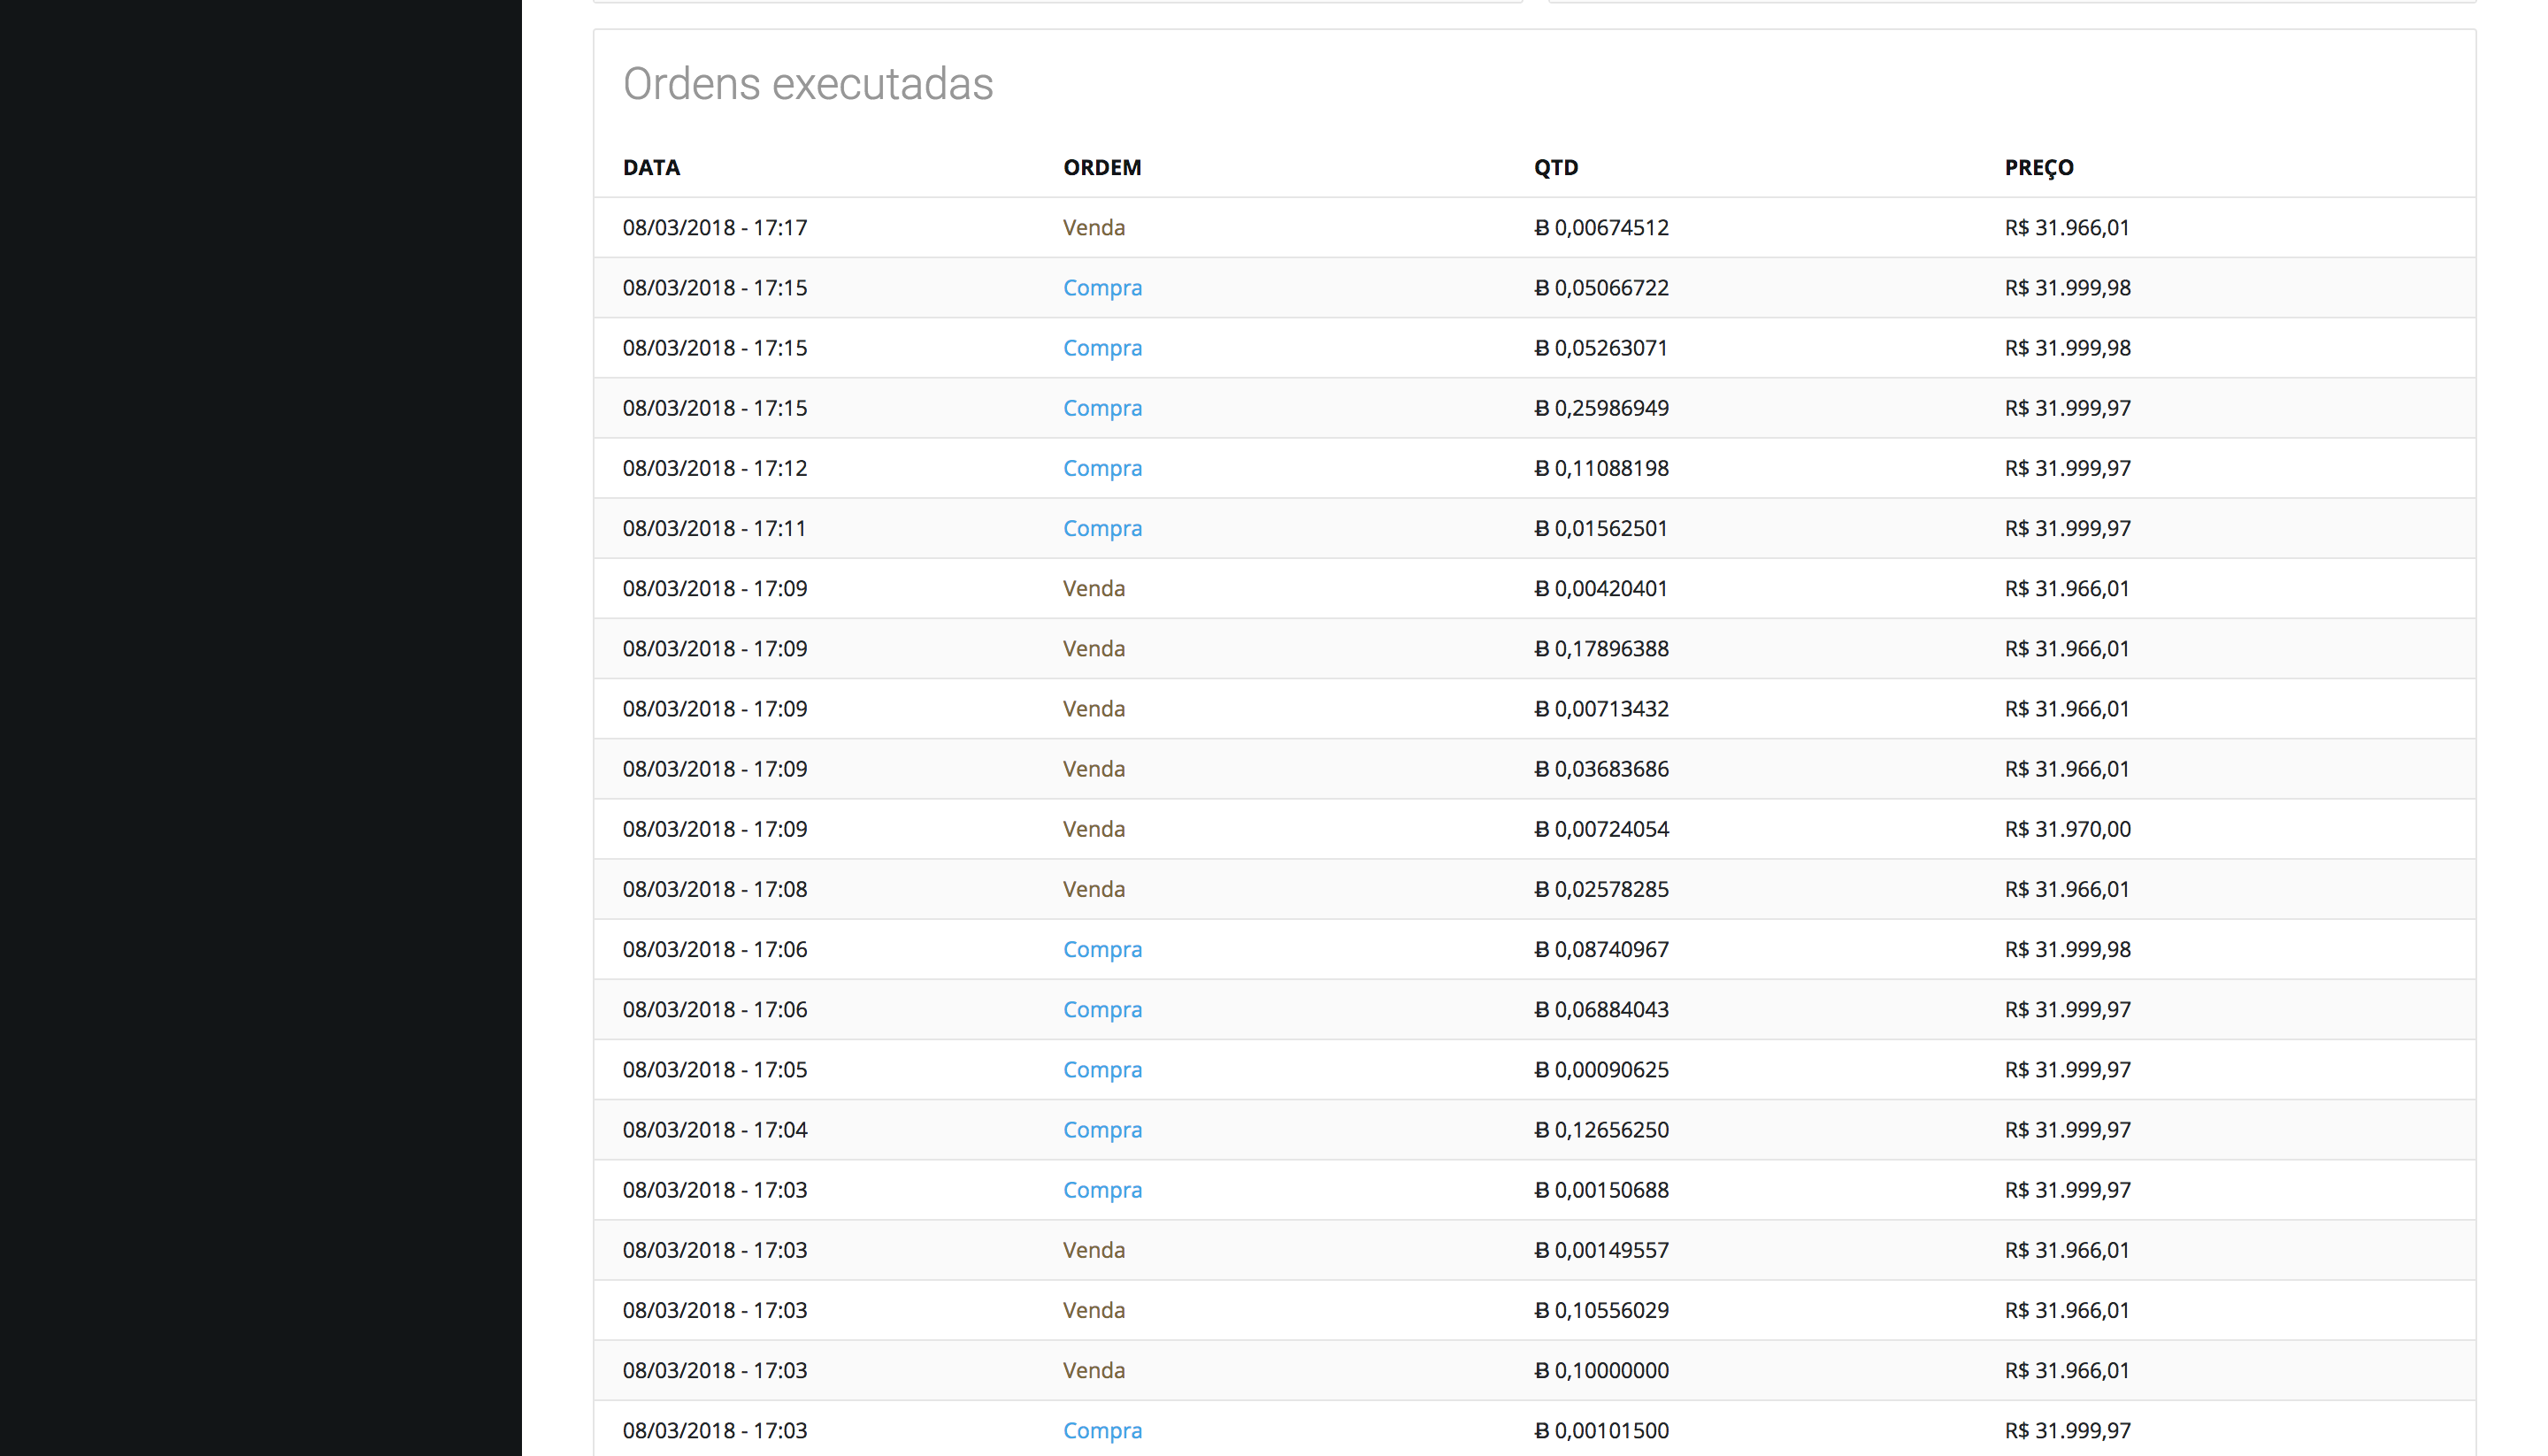 Ordens executadas
DATA ORDEM QTD PREÇO
08/03/2018 - 17:17 Venda Ƀ 0,00674512 R$ 31.966,01
08/03/2018 - 17:15 Compra Ƀ 0,05066722 R$ 31.999,98
08/03/2018 - 17:15 Compra Ƀ 0,05263071 R$ 31.999,98
08/03/2018 - 17:15 Compra Ƀ 0,25986949 R$ 31.999,97
08/03/2018 - 17:12 Compra Ƀ 0,11088198 R$ 31.999,97
08/03/2018 - 17:11 Compra Ƀ 0,01562501 R$ 31.999,97
08/03/2018 - 17:09 Venda Ƀ 0,00420401 R$ 31.966,01
08/03/2018 - 17:09 Venda Ƀ 0,17896388 R$ 31.966,01
08/03/2018 - 17:09 Venda Ƀ 0,00713432 R$ 31.966,01
08/03/2018 - 17:09 Venda Ƀ 0,03683686 R$ 31.966,01
08/03/2018 - 17:09 Venda Ƀ 0,00724054 R$ 31.970,00
08/03/2018 - 17:08 Venda Ƀ 0,02578285 R$ 31.966,01
08/03/2018 - 17:06 Compra Ƀ 0,08740967 R$ 31.999,98
08/03/2018 - 17:06 Compra Ƀ 0,06884043 R$ 31.999,97
08/03/2018 - 17:05 Compra Ƀ 0,00090625 R$ 31.999,97
08/03/2018 - 17:04 Compra Ƀ 0,12656250 R$ 31.999,97
08/03/2018 - 17:03 Compra Ƀ 0,00150688 R$ 31.999,97
08/03/2018 - 17:03 Venda Ƀ 0,00149557 R$ 31.966,01
08/03/2018 - 17:03 Venda Ƀ 0,10556029 R$ 31.966,01
08/03/2018 - 17:03 Venda Ƀ 0,10000000 R$ 31.966,01
08/03/2018 - 17:03 Compra Ƀ 0,00101500 R$ 31.999,97